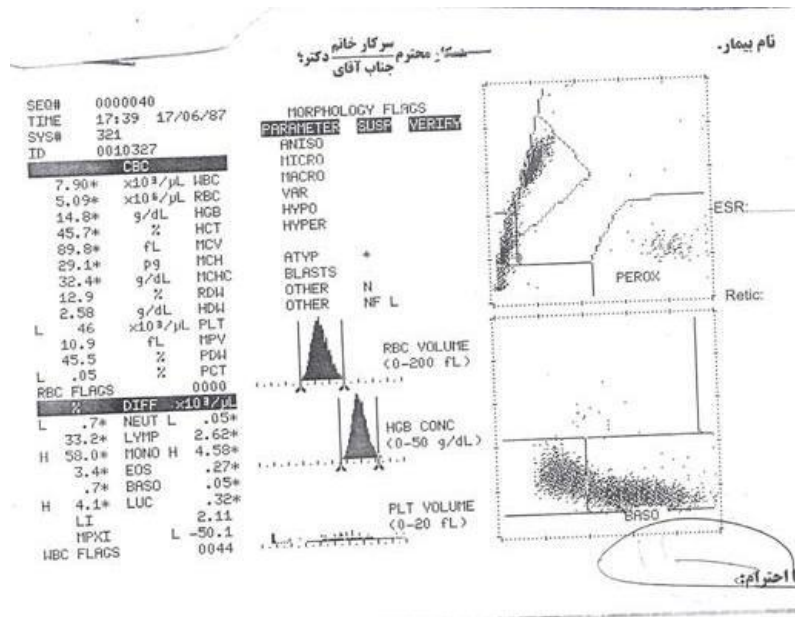 نام بیمار.
همکار محترم سرکار خانم دکتر؛
جناب آقای
SEQ# 0000040
TIME 17:39 17/06/87
SYS# 321
ID 0010327
CBC
7.90* x10³/µL WBC
5.09* x10⁶/µL RBC
14.8* g/dL HGB
45.7* % HCT
89.8* fL MCV
29.1* pg MCH
32.4* g/dL MCHC
12.9 % RDW
2.58 g/dL HDW
L 46 x10³/µL PLT
10.9 fL MPV
45.5 % PDW
L .05 % PCT
RBC FLAGS 0000
% DIFF x10³/µL
L .7* NEUT L .05*
33.2* LYMP 2.62*
H 58.0* MONO H 4.58*
3.4* EOS .27*
.7* BASO .05*
H 4.1* LUC .32*
LI 2.11
MPXI L -50.1
WBC FLAGS 0044
MORPHOLOGY FLAGS
PARAMETER SUSP VERIFY
ANISO
MICRO
MACRO
VAR
HYPO
HYPER
ATYP *
BLASTS
OTHER N
OTHER NF L
RBC VOLUME
(0-200 fL)
HGB CONC
(0-50 g/dL)
PLT VOLUME
(0-20 fL)
PEROX
BASO
ESR:
Retic:
ا احترام: